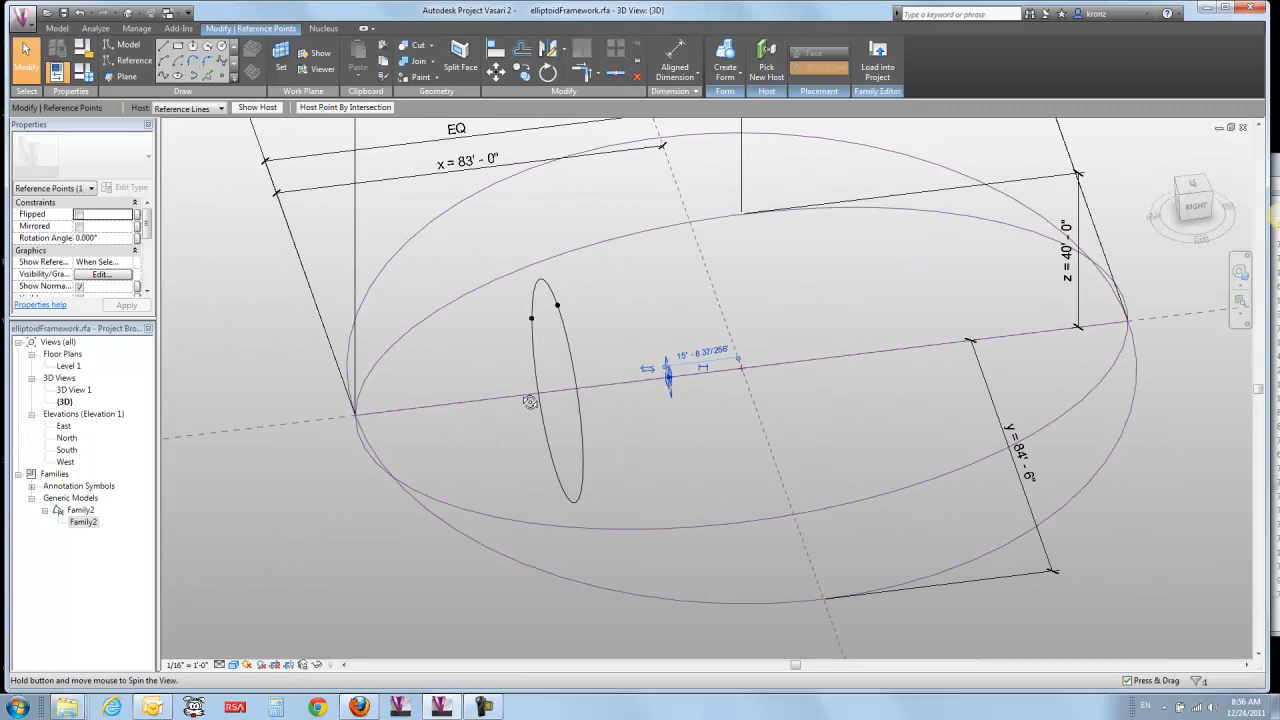 Autodesk Project Vasari 2 - elliptoidFramework.rfa - 3D View: {3D}
Type a keyword or phrase
kronz
Model Analyze Manage Add-Ins Modify | Reference Points Nucleus
Modify
Paste
Model
Reference
Plane
Set
Show
Viewer
Cut
Join
Paint
Split Face
Aligned Dimension
Create Form
Pick New Host
Face
Load into Project
Select Properties Draw Work Plane Clipboard Geometry Modify Dimension Form Host Placement Family Editor
Modify | Reference Points Host: Reference Lines Show Host Host Point By Intersection
Properties
Reference Points (1 Edit Type
Constraints
Flipped
Mirrored
Rotation Angle 0.000°
Graphics
Show Refere... When Sele...
Visibility/Gra... Edit...
Show Norma...
Properties help Apply
elliptoidFramework.rfa - Project Bro...
Views (all)
Floor Plans
Level 1
3D Views
3D View 1
{3D}
Elevations (Elevation 1)
East
North
South
West
Families
Annotation Symbols
Generic Models
Family2
Family2
EQ
x = 83' - 0"
z = 40' - 0"
y = 84' - 6"
15' - 8 37/256"
RIGHT
1/16" = 1'-0"
Hold button and move mouse to Spin the View.
Press & Drag
:1
RSA
EN
8:56 AM
12/24/2011